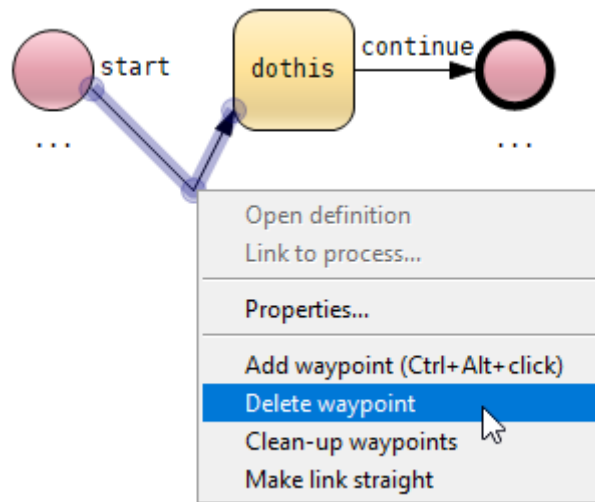 start
dothis
continue
...
...
Open definition
Link to process...
Properties...
Add waypoint (Ctrl+Alt+click)
Delete waypoint
Clean-up waypoints
Make link straight